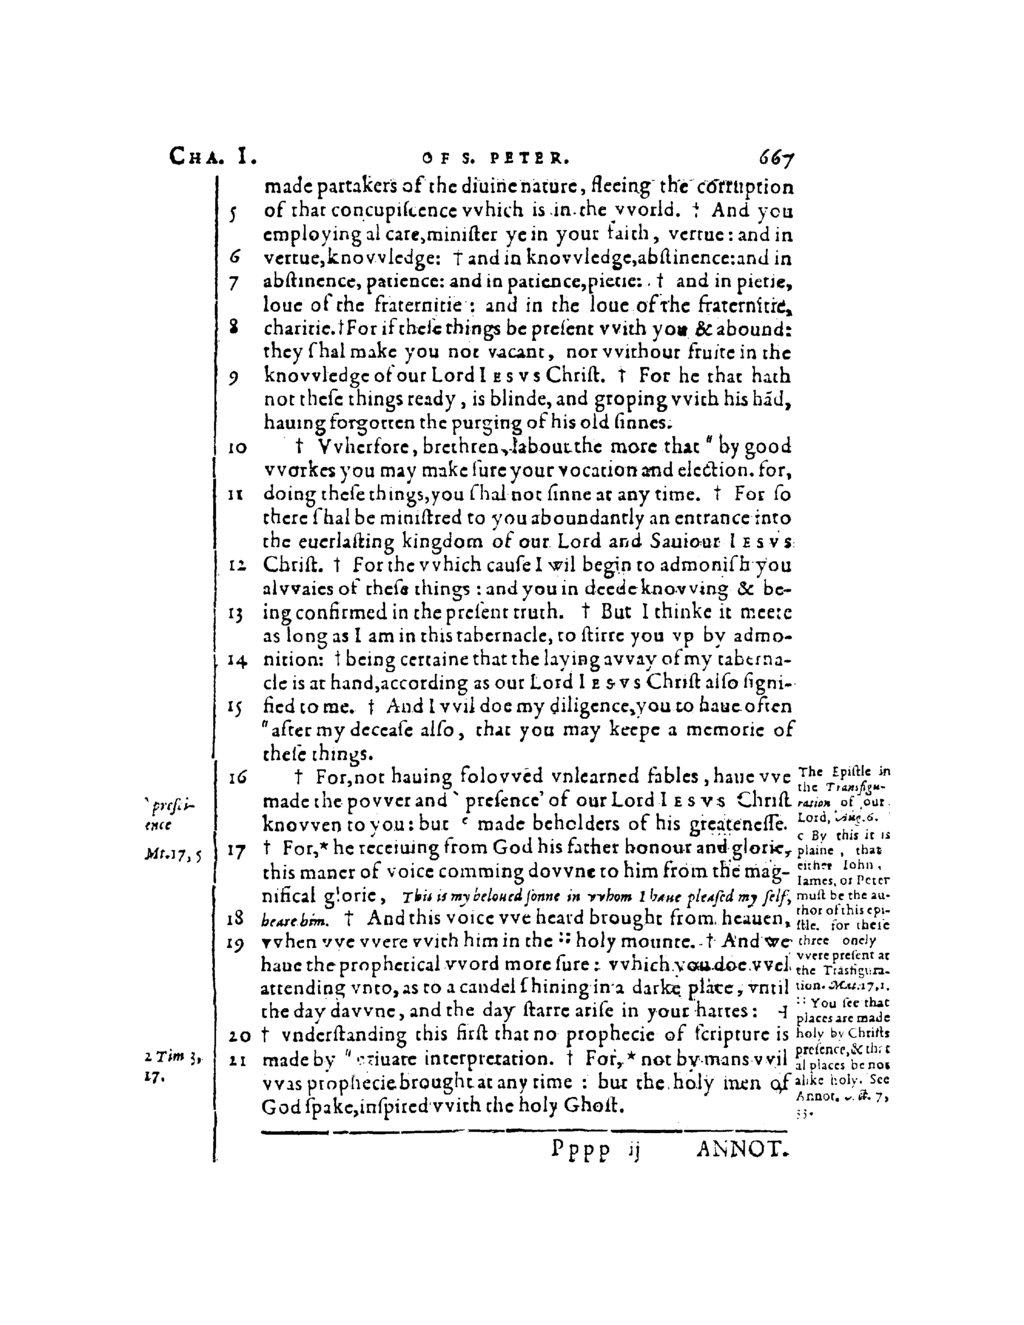 CHA. I. OF S. PETER. 667
made partakers of the diuine nature, fleeing the cõrruption
5 of that concupiſcence vvhich is in the vvorld. † And you
employing al care, miniſter ye in your faith, vertue: and in
6 vertue, knovvledge: † and in knovvledge, abſtinence: and in
7 abſtinence, patience: and in patience, pietie: † and in pietie,
loue of the fraternitie: and in the loue of the fraternitie,
8 charitie. † For if theſe things be preſent vvith you & abound:
they ſhal make you not vacant, nor vvithout fruite in the
9 knovvledge of our Lord IESVS Chriſt. † For he that hath
not theſe things ready, is blinde, and groping vvith his hãd,
hauing forgotten the purging of his old ſinnes.
10 † Vvherfore, brethren, labour the more that " by good
vvorkes you may make ſure your vocation and election. for,
11 doing theſe things, you ſhal not ſinne at any time. † For ſo
there ſhal be miniſtred to you aboundantly an entrance into
the euerlaſting kingdom of our Lord and Sauiour IESVS
12 Chriſt. † For the vvhich cauſe I wil begin to admoniſh you
alvvaies of theſe things: and you in deede knovving & be-
13 ing confirmed in the preſent truth. † But I thinke it meete
as long as I am in this tabernacle, to ſtirre you vp by admo-
14 nition: † being certaine that the laying avvay of my taberna-
cle is at hand, according as our Lord IESVS Chriſt alſo ſigni-
15 fied to me. † And I vvil doe my diligence, you to haue often
" after my deceaſe alſo, that you may keepe a memorie of
theſe things.
16 † For, not hauing folovved vnlearned fables, haue vve
made the povver and ` preſence' of our Lord IESVS Chriſt
knovven to you: but c made beholders of his greateneſſe.
17 † For, * he receiuing from God his father honour and glorie,
this maner of voice comming dovvne to him from the mag-
nifical glorie, This is my beloued ſonne in vvhom I haue pleaſed my ſelf,
18 heare him. † And this voice vve heard brought from heauen,
19 vvhen vve vvere vvith him in the :: holy mounte. † And we
haue the prophetical vvord more ſure: vvhich you doe vvel
attending vnto, as to a candel ſhining in a darke place, vntil
the day davvne, and the day ſtarre ariſe in your hartes: ⊣
20 † vnderſtanding this firſt that no prophecie of ſcripture is
21 made by " priuate interpretation. † For, * not by mans vvil
vvas prophecie brought at any time: but the holy men of
God ſpake, inſpired vvith the holy Ghoſt.
` preſci-
ence
Mt. 17, 5
2 Tim 3,
17.
The Epiſtle in
the Transfigu-
ration of our
Lord, Aug. 6.
c By this it is
plaine, that
either Iohn,
Iames, or Peter
muſt be the au-
thor of this epi-
ſtle. for theſe
three onely
vvere preſent at
the Trāsfigura-
tion. Mat. 17, 1.
:: You ſee that
places are made
holy by Chriſts
preſence, & that
al places be not
alike holy. See
Annot. Act. 7,
33.
Pppp ij ANNOT.